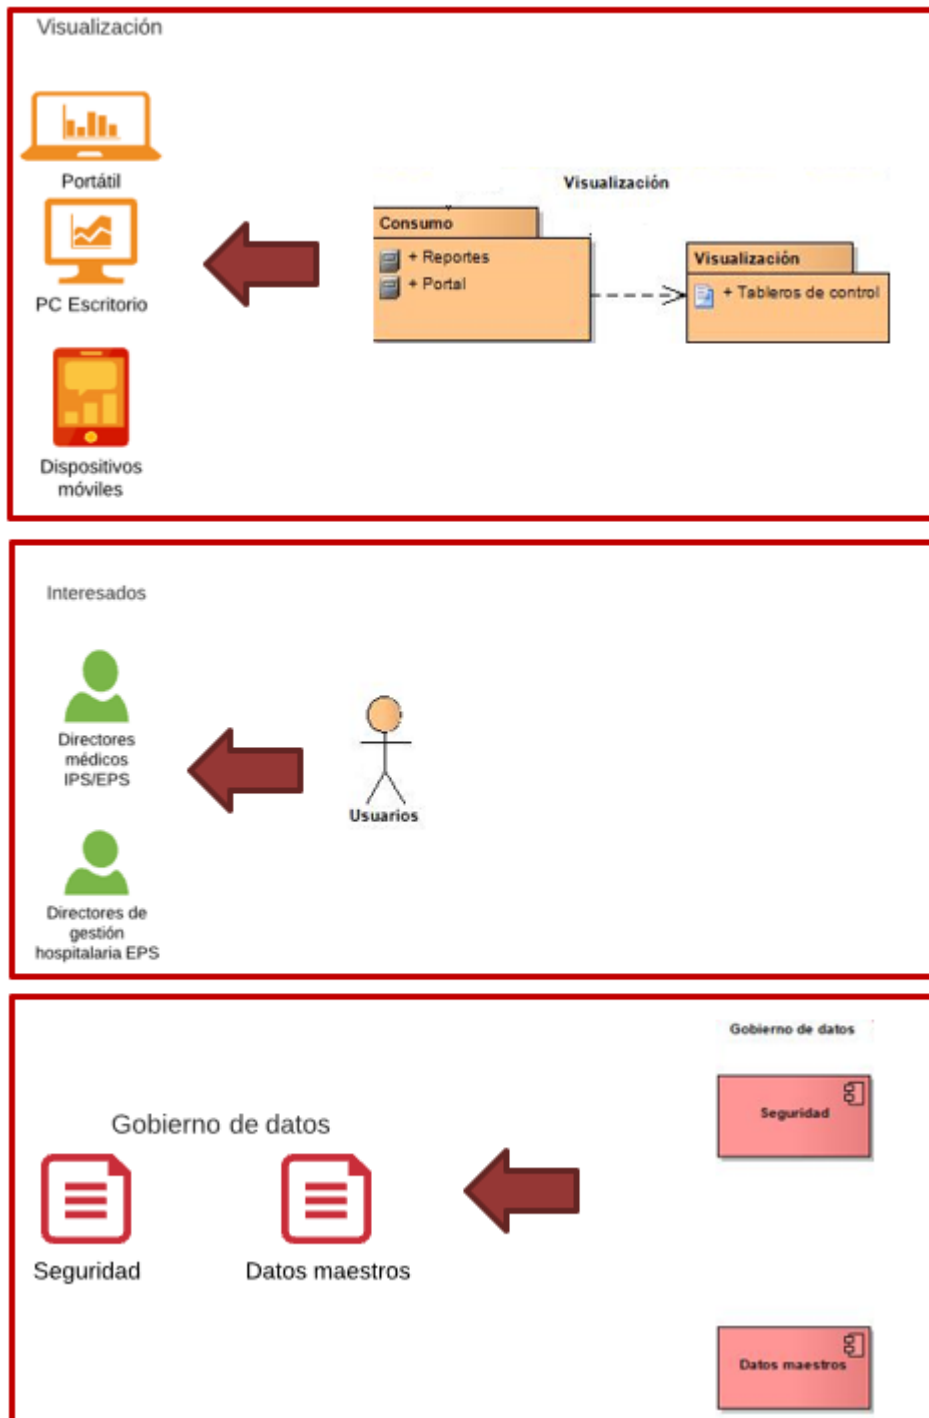 Visualización
Portátil
PC Escritorio
Dispositivos
móviles
Visualización
Consumo
+ Reportes
+ Portal
Visualización
+ Tableros de control
Interesados
Directores
médicos
IPS/EPS
Directores de
gestión
hospitalaria EPS
Usuarios
Gobierno de datos
Seguridad
Datos maestros
Gobierno de datos
Seguridad
Datos maestros